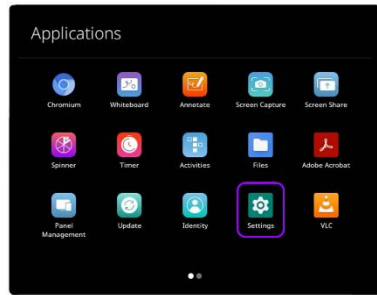 Applications
Chromium
Whiteboard
Annotate
Screen Capture
Screen Share
Spinner
Timer
Activities
Files
Adobe Acrobat
Panel
Management
Update
Identity
Settings
VLC